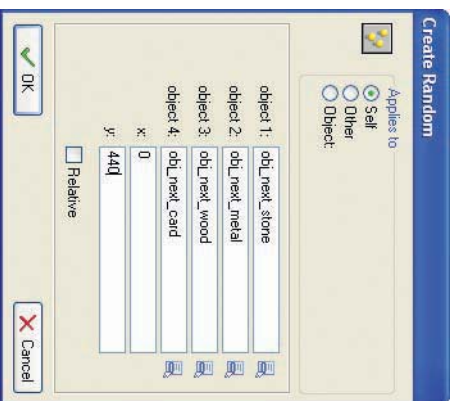 Create Random
Applies to
Self
Other
Object:
object 1: obj_next_stone
object 2: obj_next_metal
object 3: obj_next_wood
object 4: obj_next_card
x: 0
y: 440
Relative
OK
Cancel